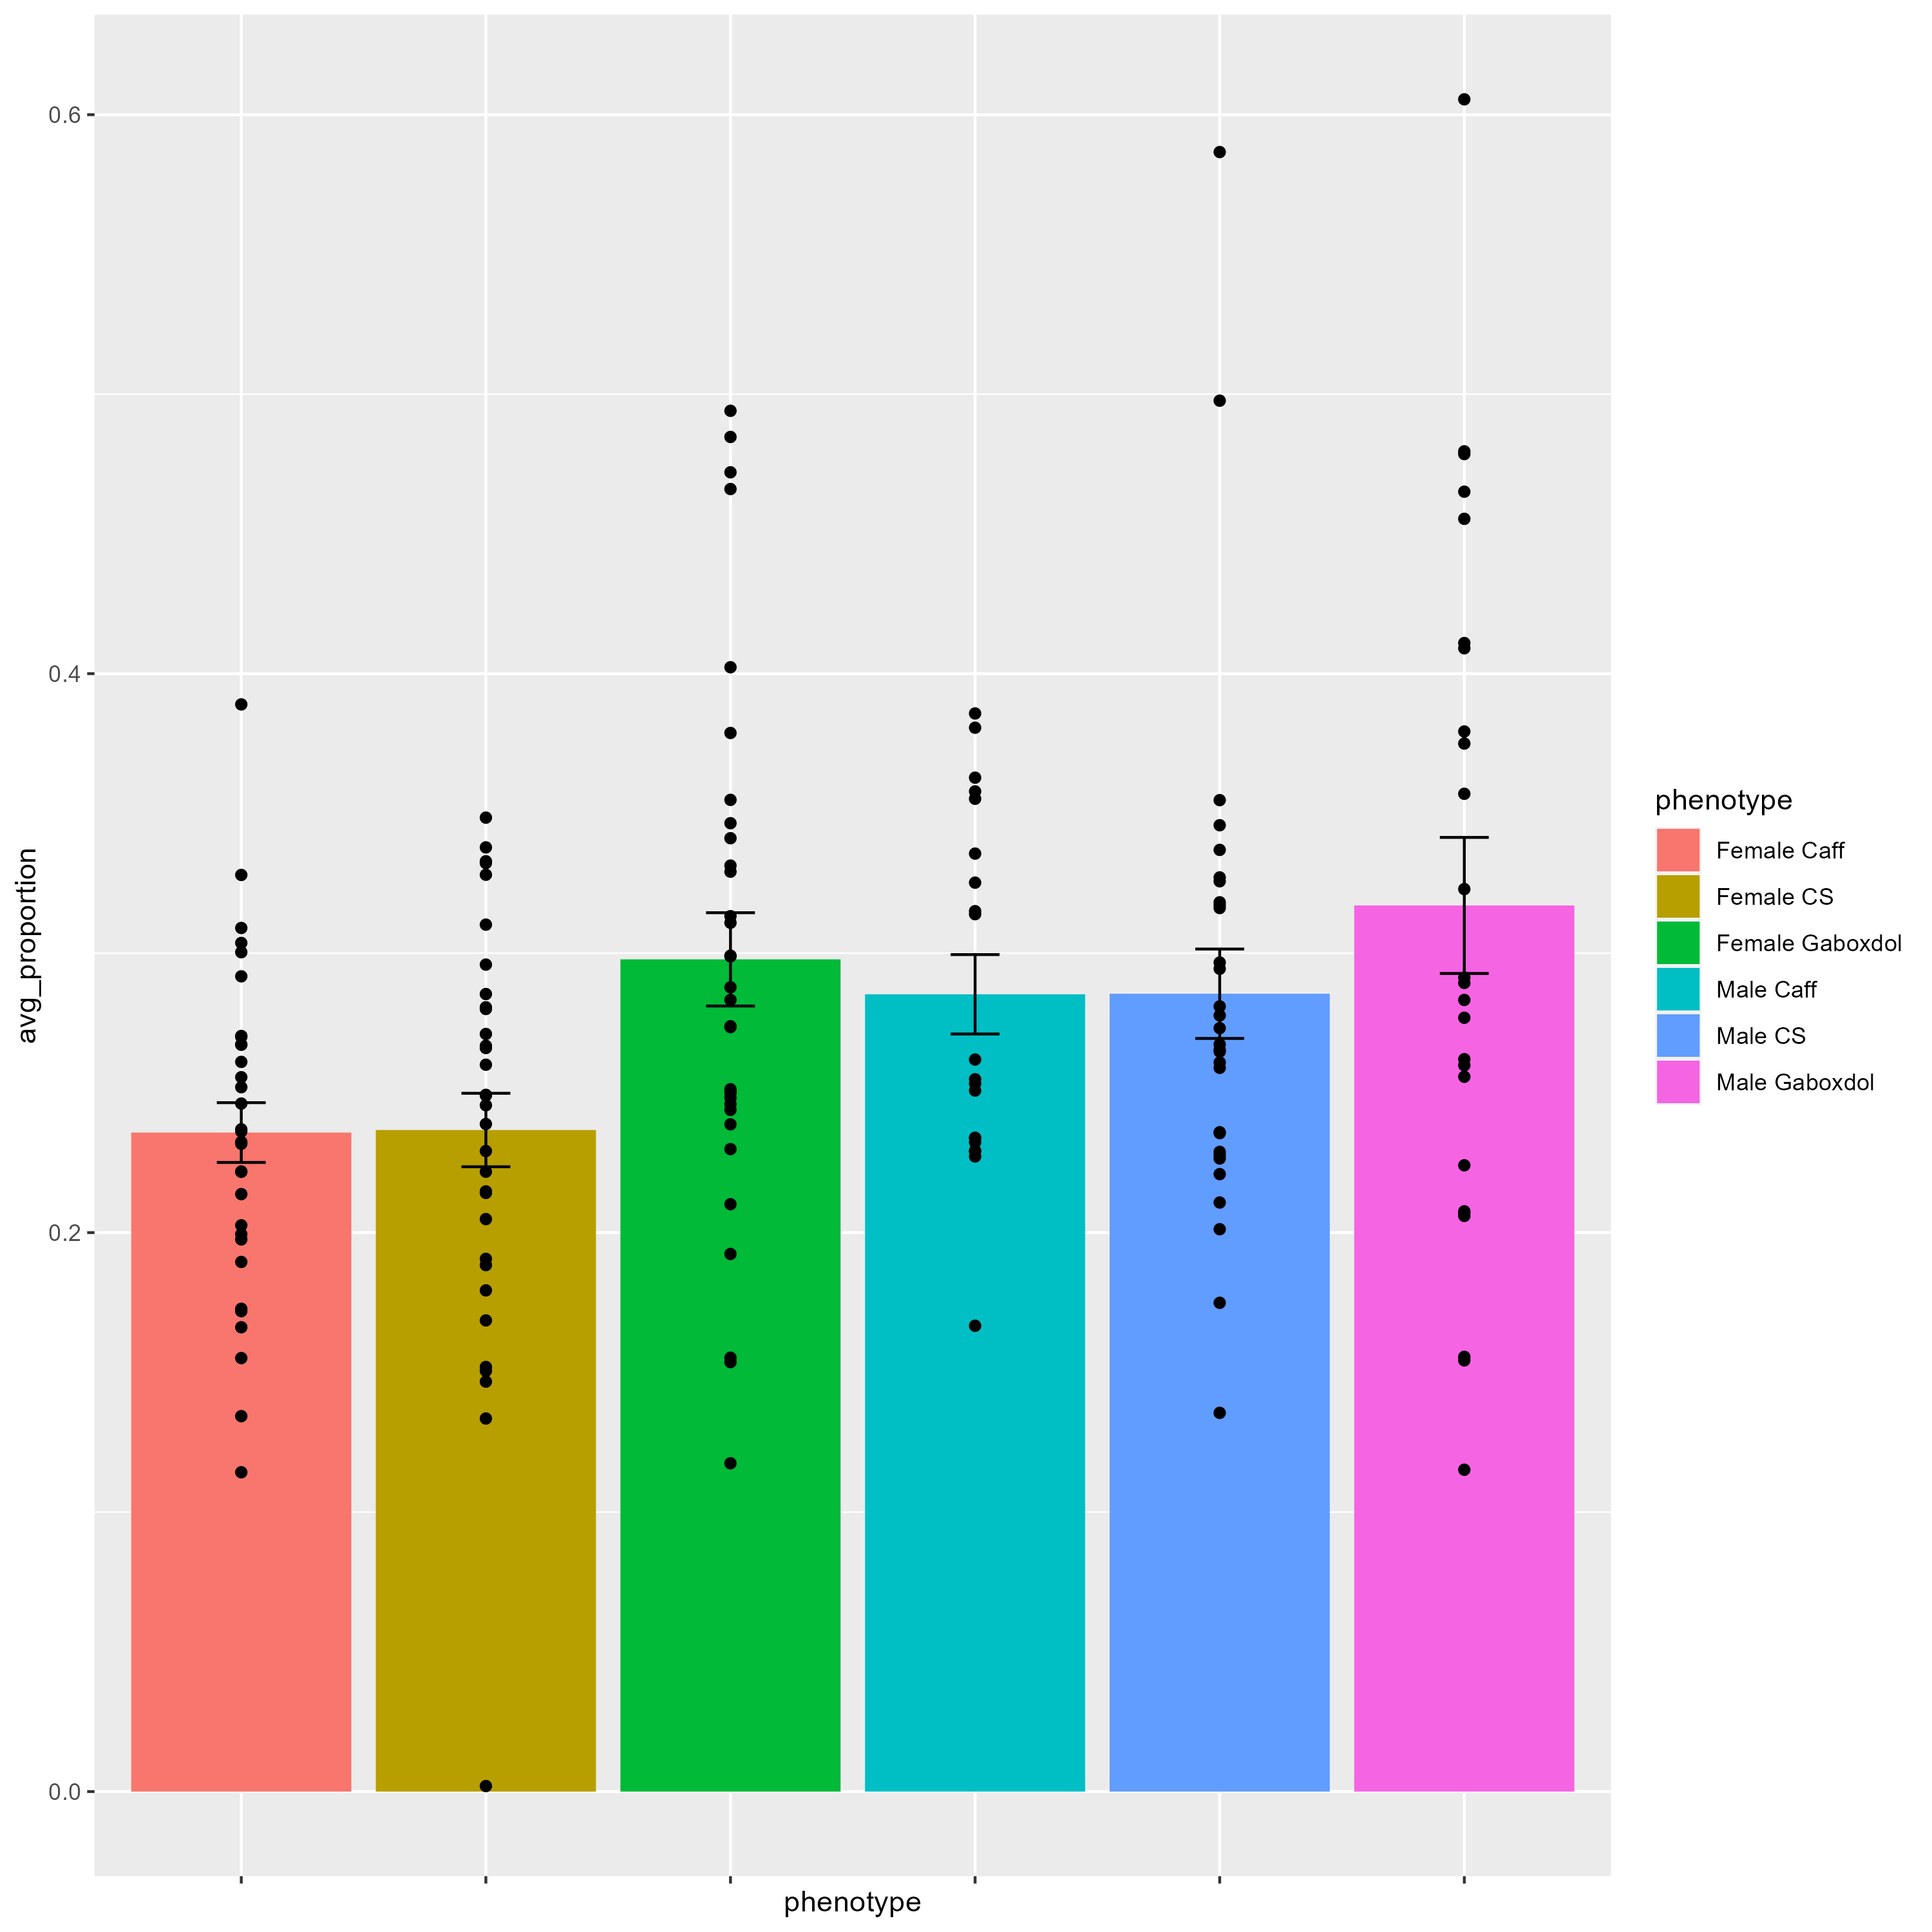 avg_proportion
0.6
0.4
0.2
0.0
phenotype
phenotype
Female Caff
Female CS
Female Gaboxdol
Male Caff
Male CS
Male Gaboxdol